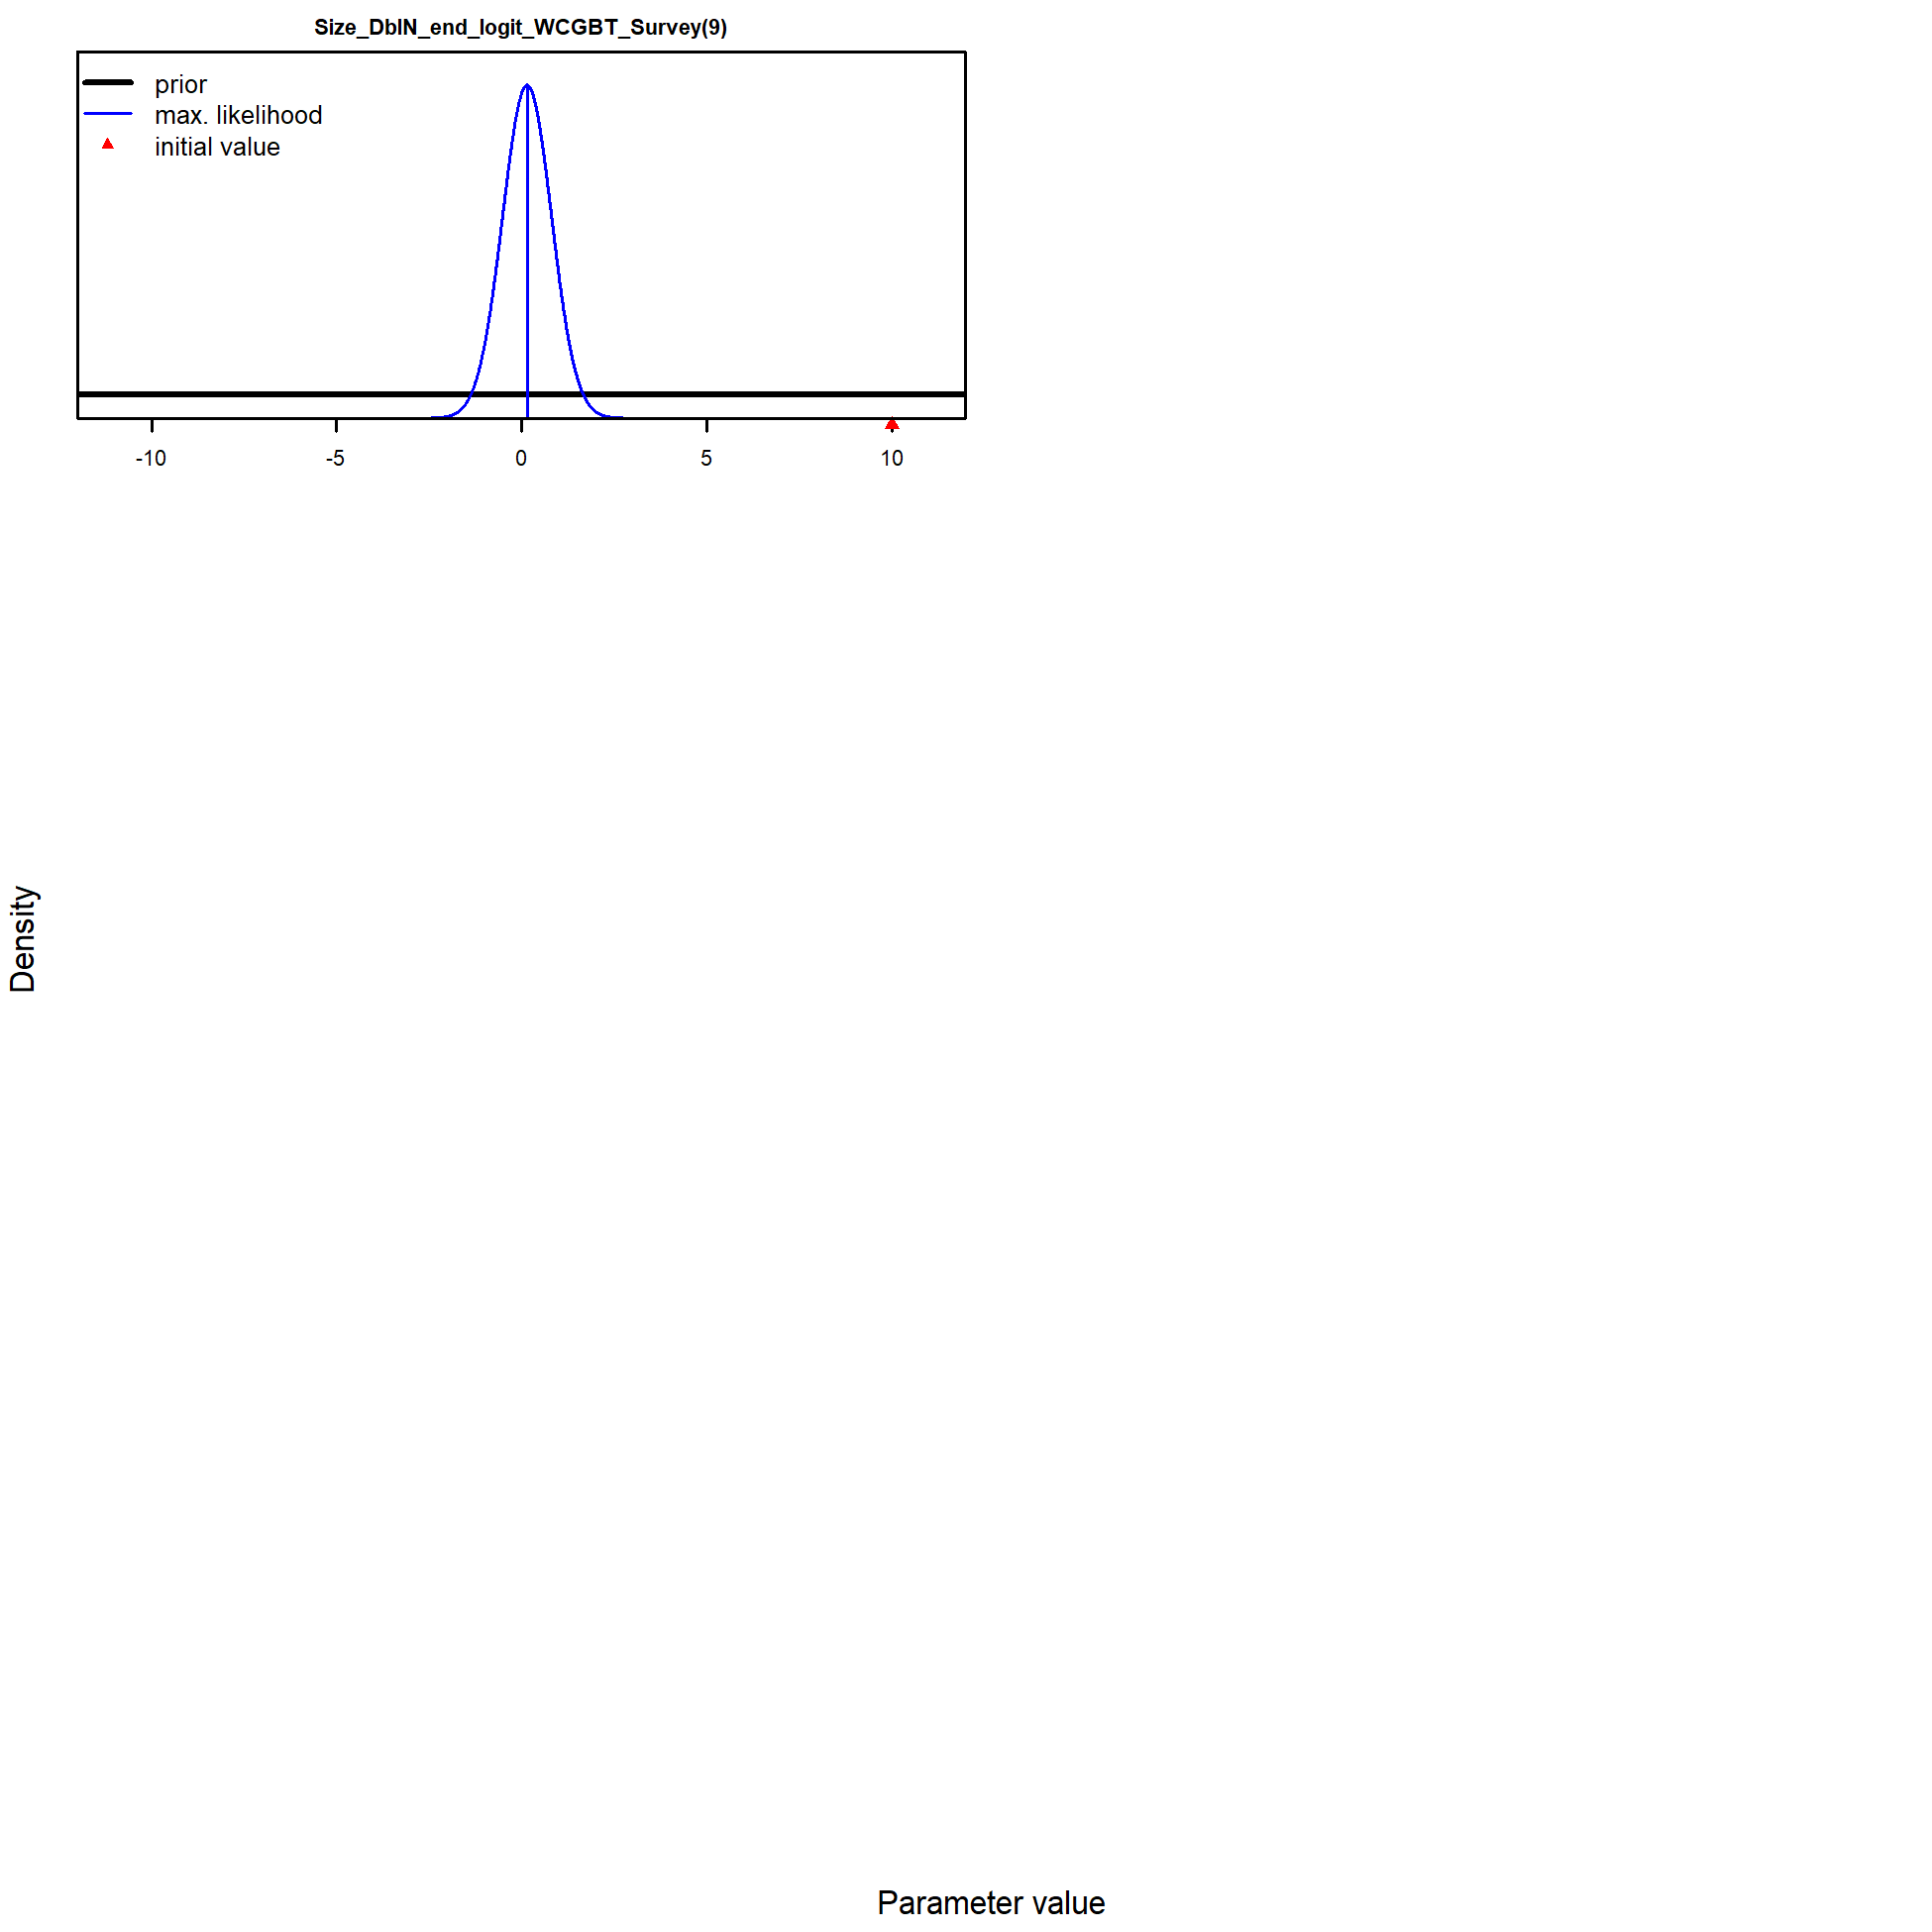 Size_DblN_end_logit_WCGBT_Survey(9)
prior
max. likelihood
initial value
-10 -5 0 5 10
Density
Parameter value